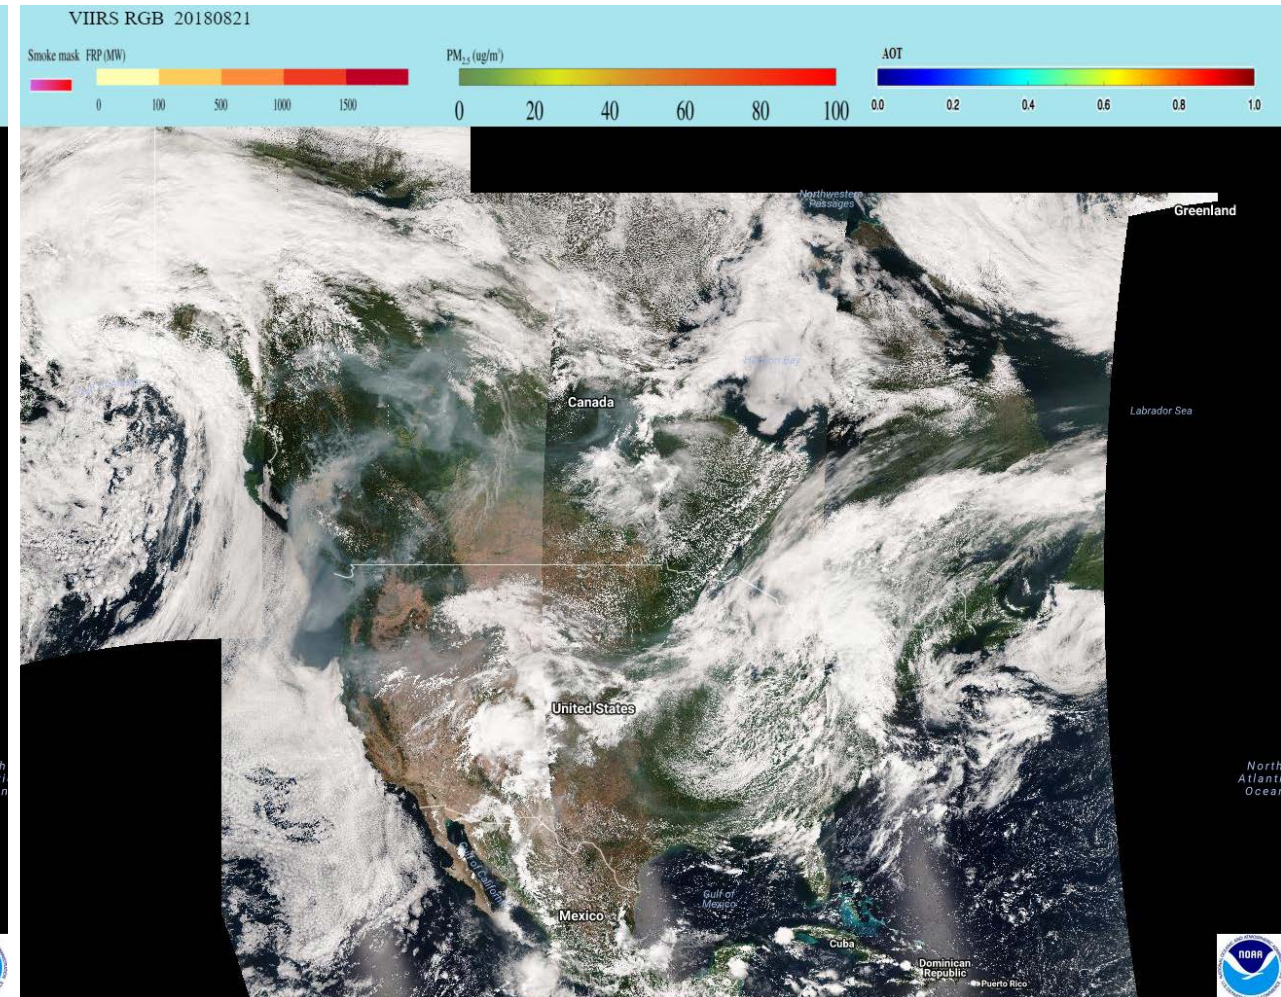 VIIRS RGB 20180821
Smoke mask FRP (MW)
0 100 500 1000 1500
PM2.5 (ug/m³)
0 20 40 60 80 100
AOT
0.0 0.2 0.4 0.6 0.8 1.0
Northwestern
Passages
Greenland
Canada
Labrador Sea
United States
North
Atlant
Ocean
Gulf of
Mexico
Mexico
Cuba
Dominican
Republic
Puerto Rico
NOAA